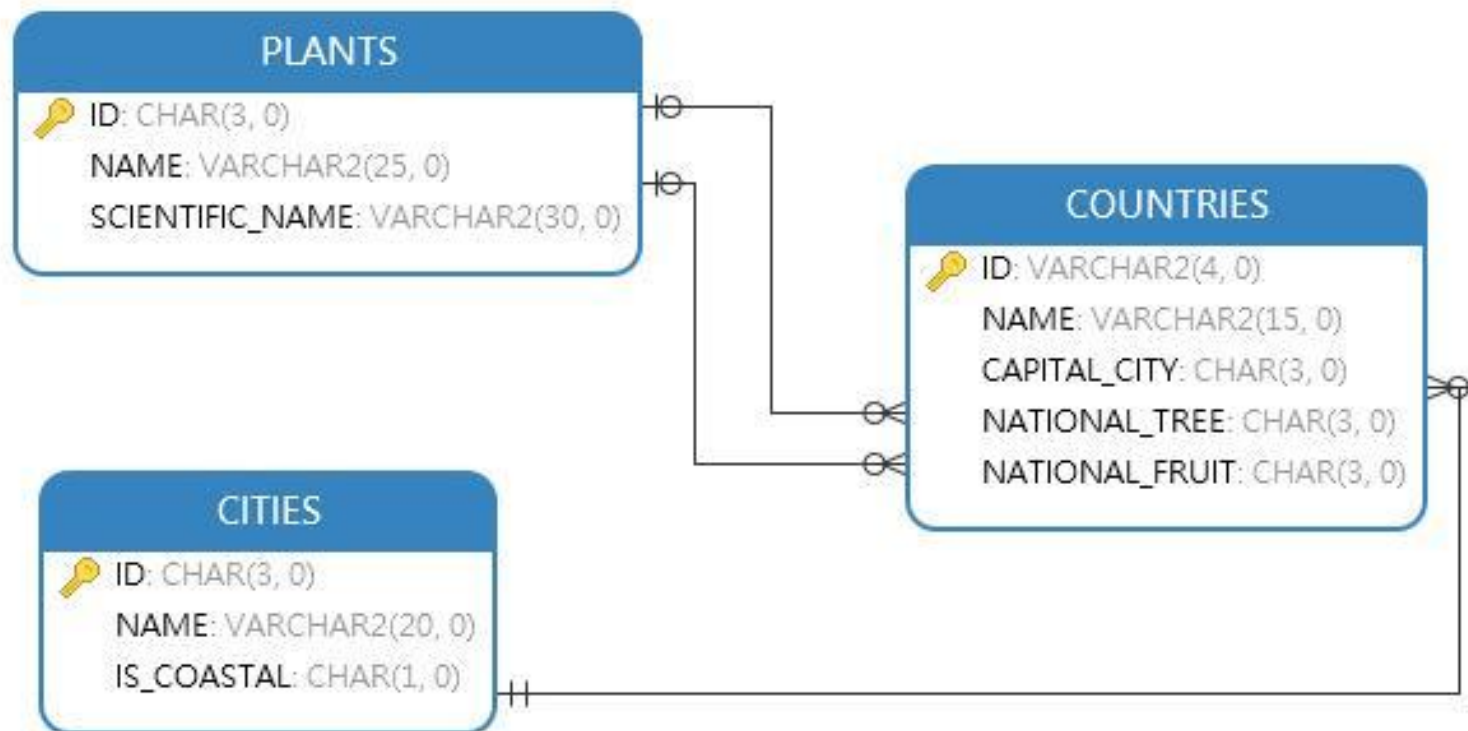 PLANTS
ID: CHAR(3, 0)
NAME: VARCHAR2(25, 0)
SCIENTIFIC_NAME: VARCHAR2(30, 0)
COUNTRIES
ID: VARCHAR2(4, 0)
NAME: VARCHAR2(15, 0)
CAPITAL_CITY: CHAR(3, 0)
NATIONAL_TREE: CHAR(3, 0)
NATIONAL_FRUIT: CHAR(3, 0)
CITIES
ID: CHAR(3, 0)
NAME: VARCHAR2(20, 0)
IS_COASTAL: CHAR(1, 0)